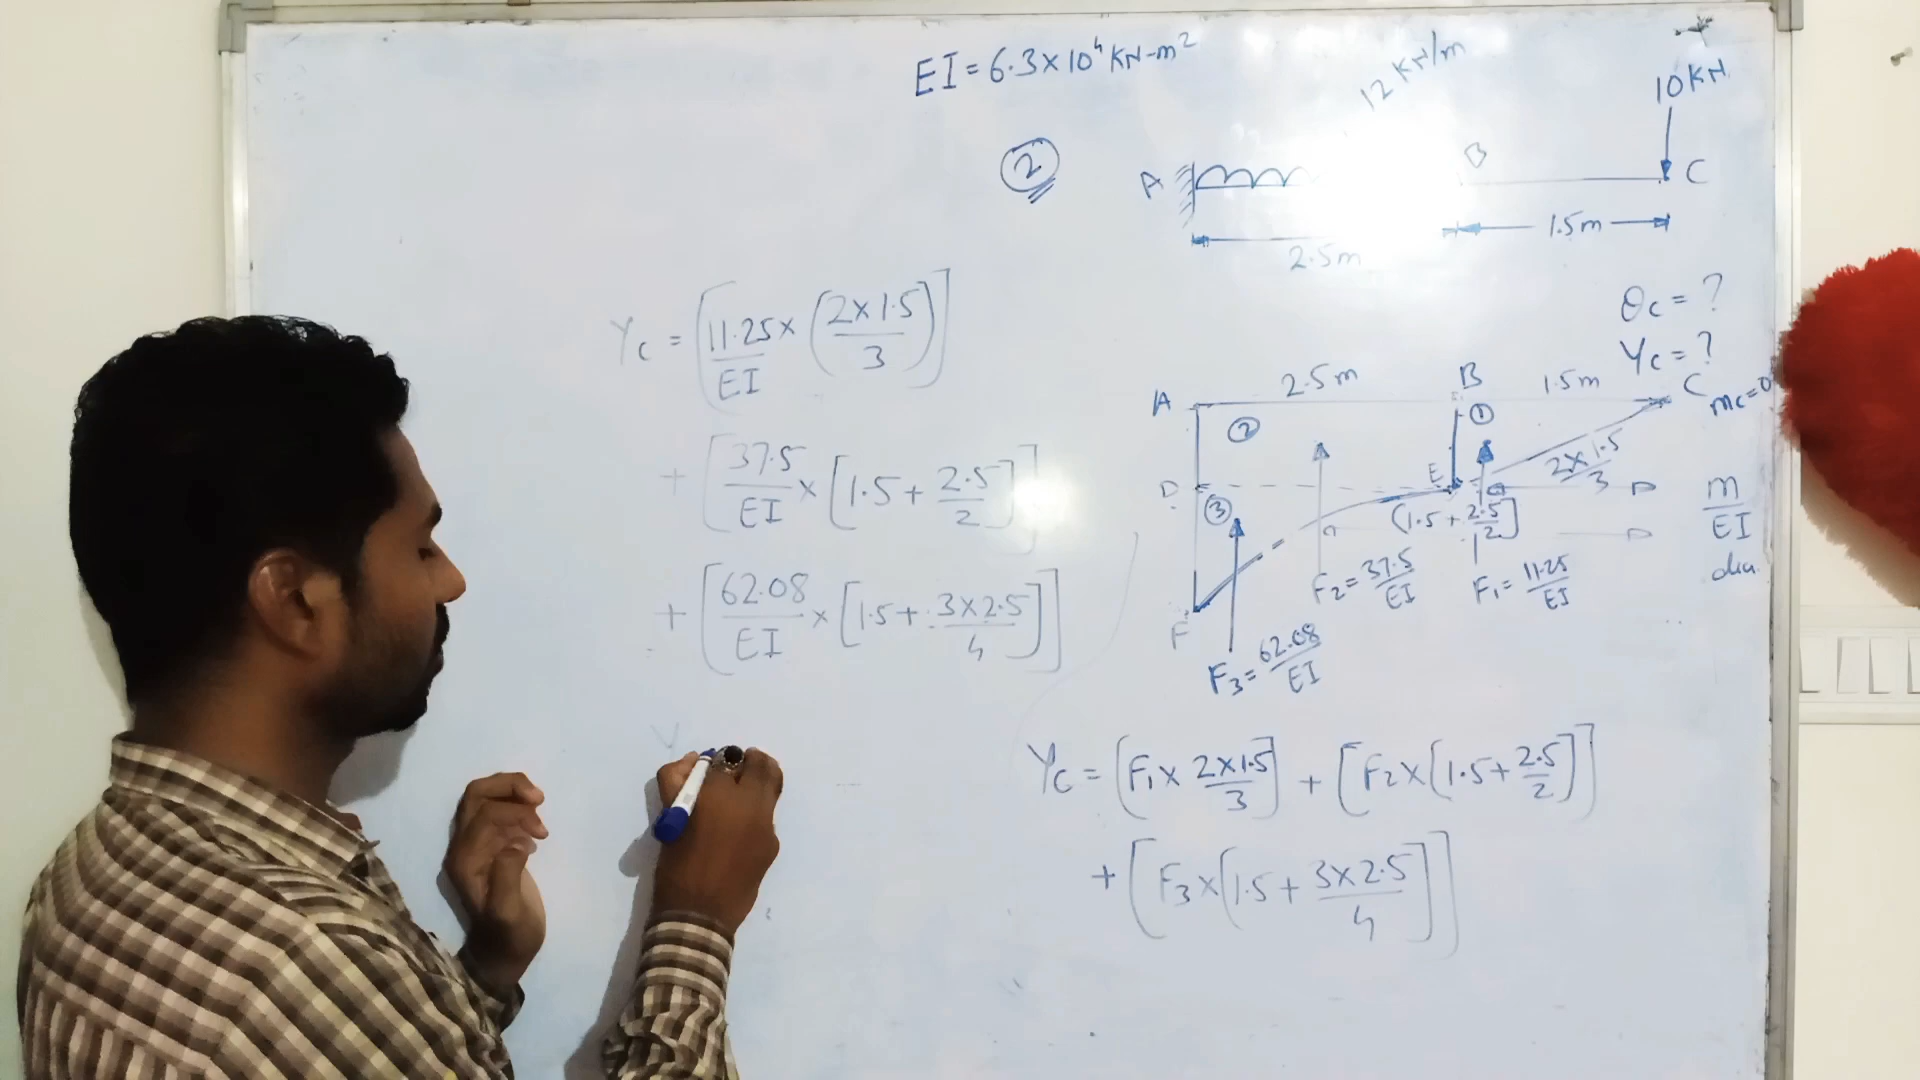 EI = 6.3 × 10⁴ KN-m²
12 KN/m
10 KN
②
A
B
C
1.5m
2.5m
θc = ?
Yc = ?
Yc = [11.25/EI × (2×1.5/3)]
+ [37.5/EI × [1.5 + 2.5/2]]
+ [62.08/EI × [1.5 + 3×2.5/4]]
A
2.5m
B
1.5m
C
mc=0
②
①
2×1.5/3
D
E
③
(1.5 + 2.5/2]
m/EI
dia
F2 = 37.5/EI
F1 = 11.25/EI
F
F3 = 62.08/EI
Yc = [F1 × 2×1.5/3] + [F2 × (1.5 + 2.5/2]]
+ [F3 × [1.5 + 3×2.5/4]]